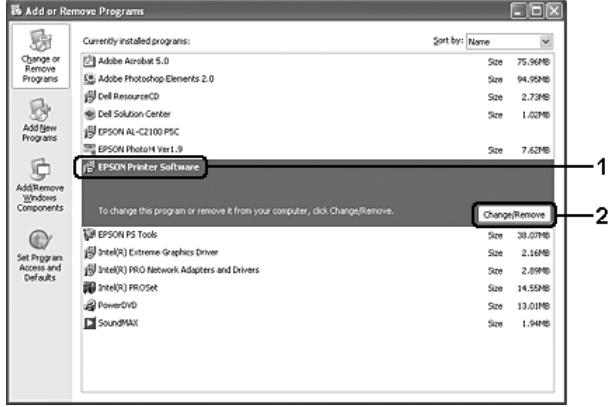 Add or Remove Programs
Change or
Remove
Programs
Add New
Programs
Add/Remove
Windows
Components
Set Program
Access and
Defaults
Currently installed programs:
Sort by: Name
Adobe Acrobat 5.0 Size 75.96MB
Adobe Photoshop Elements 2.0 Size 94.95MB
Dell ResourceCD Size 2.73MB
Dell Solution Center Size 1.02MB
EPSON AL-C2100 PSC
EPSON PhotoH Ver1.9 Size 7.62MB
EPSON Printer Software 1
To change this program or remove it from your computer, click Change/Remove.
Change/Remove 2
EPSON PS Tools Size 38.07MB
Intel(R) Extreme Graphics Driver Size 2.16MB
Intel(R) PRO Network Adapters and Drivers Size 2.89MB
Intel(R) PROSet Size 14.55MB
PowerDVD Size 13.01MB
SoundMAX Size 1.94MB